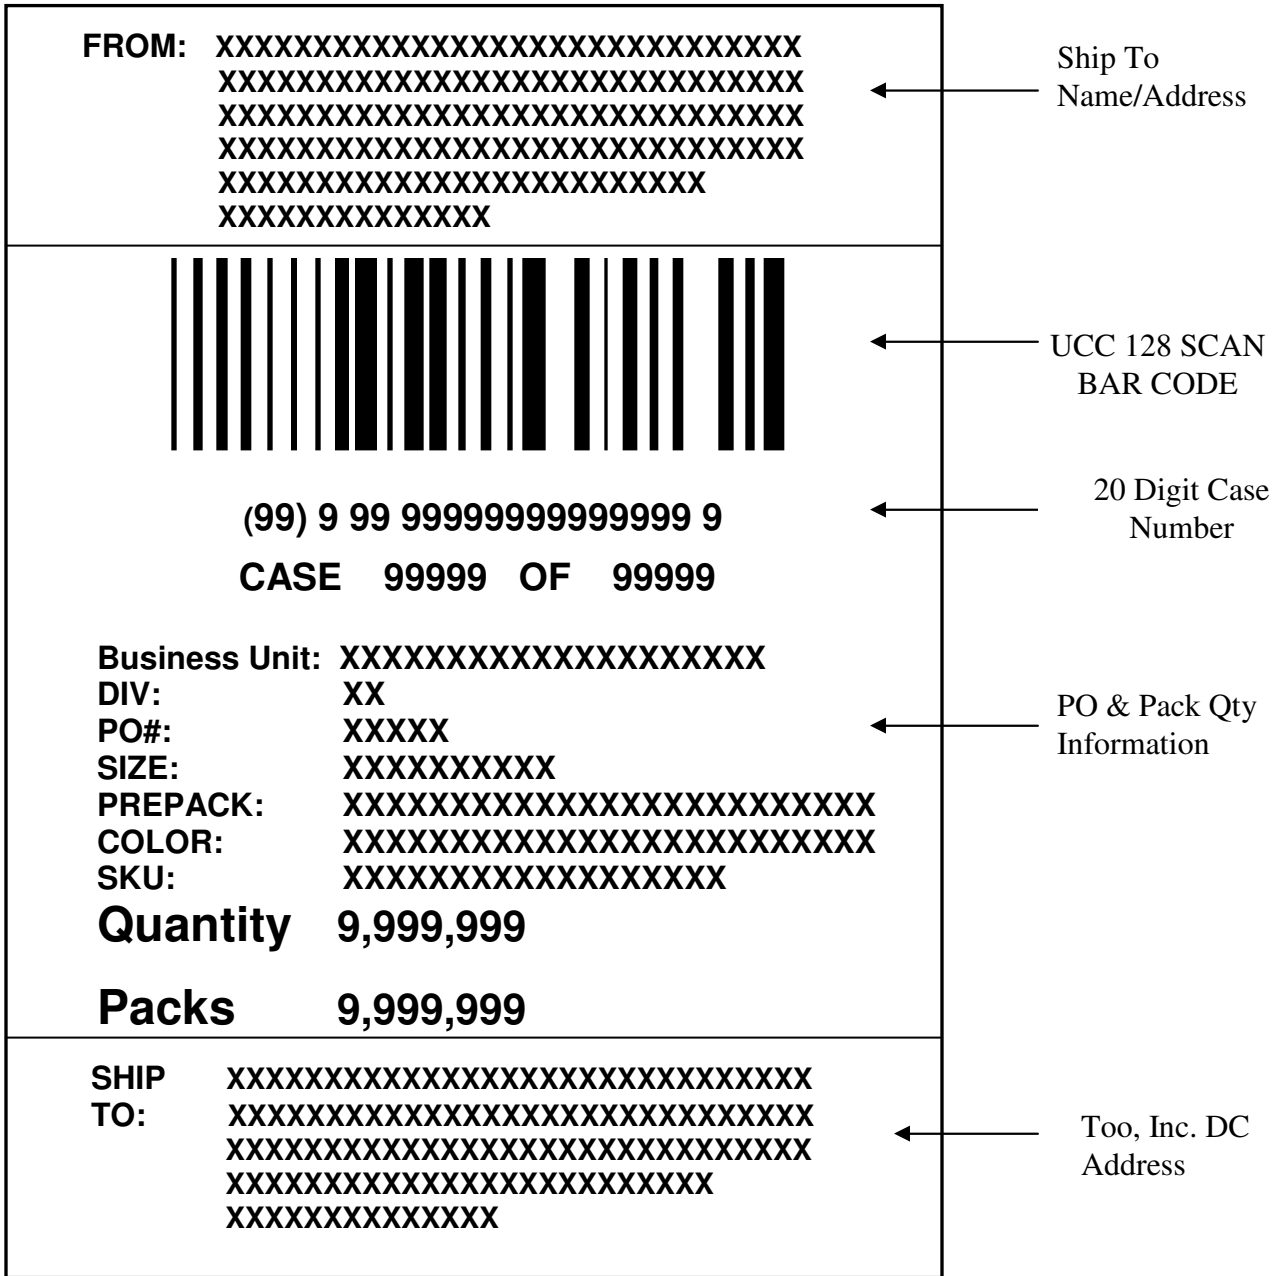 FROM: XXXXXXXXXXXXXXXXXXXXXXXXXXXXXX
XXXXXXXXXXXXXXXXXXXXXXXXXXXXXX
XXXXXXXXXXXXXXXXXXXXXXXXXXXXXX
XXXXXXXXXXXXXXXXXXXXXXXXXXXXXX
XXXXXXXXXXXXXXXXXXXXXXXXX
XXXXXXXXXXXXXX
Ship To
Name/Address
UCC 128 SCAN
BAR CODE
(99) 9 99 99999999999999 9
20 Digit Case
Number
CASE 99999 OF 99999
Business Unit: XXXXXXXXXXXXXXXXXXXX
DIV: XX
PO#: XXXXX
SIZE: XXXXXXXXXX
PREPACK: XXXXXXXXXXXXXXXXXXXXXXXXX
COLOR: XXXXXXXXXXXXXXXXXXXXXXXXX
SKU: XXXXXXXXXXXXXXXXXX
Quantity 9,999,999
Packs 9,999,999
PO & Pack Qty
Information
SHIP XXXXXXXXXXXXXXXXXXXXXXXXXXXXXX
TO: XXXXXXXXXXXXXXXXXXXXXXXXXXXXXX
XXXXXXXXXXXXXXXXXXXXXXXXXXXXXX
XXXXXXXXXXXXXXXXXXXXXXXXX
XXXXXXXXXXXXXX
Too, Inc. DC
Address